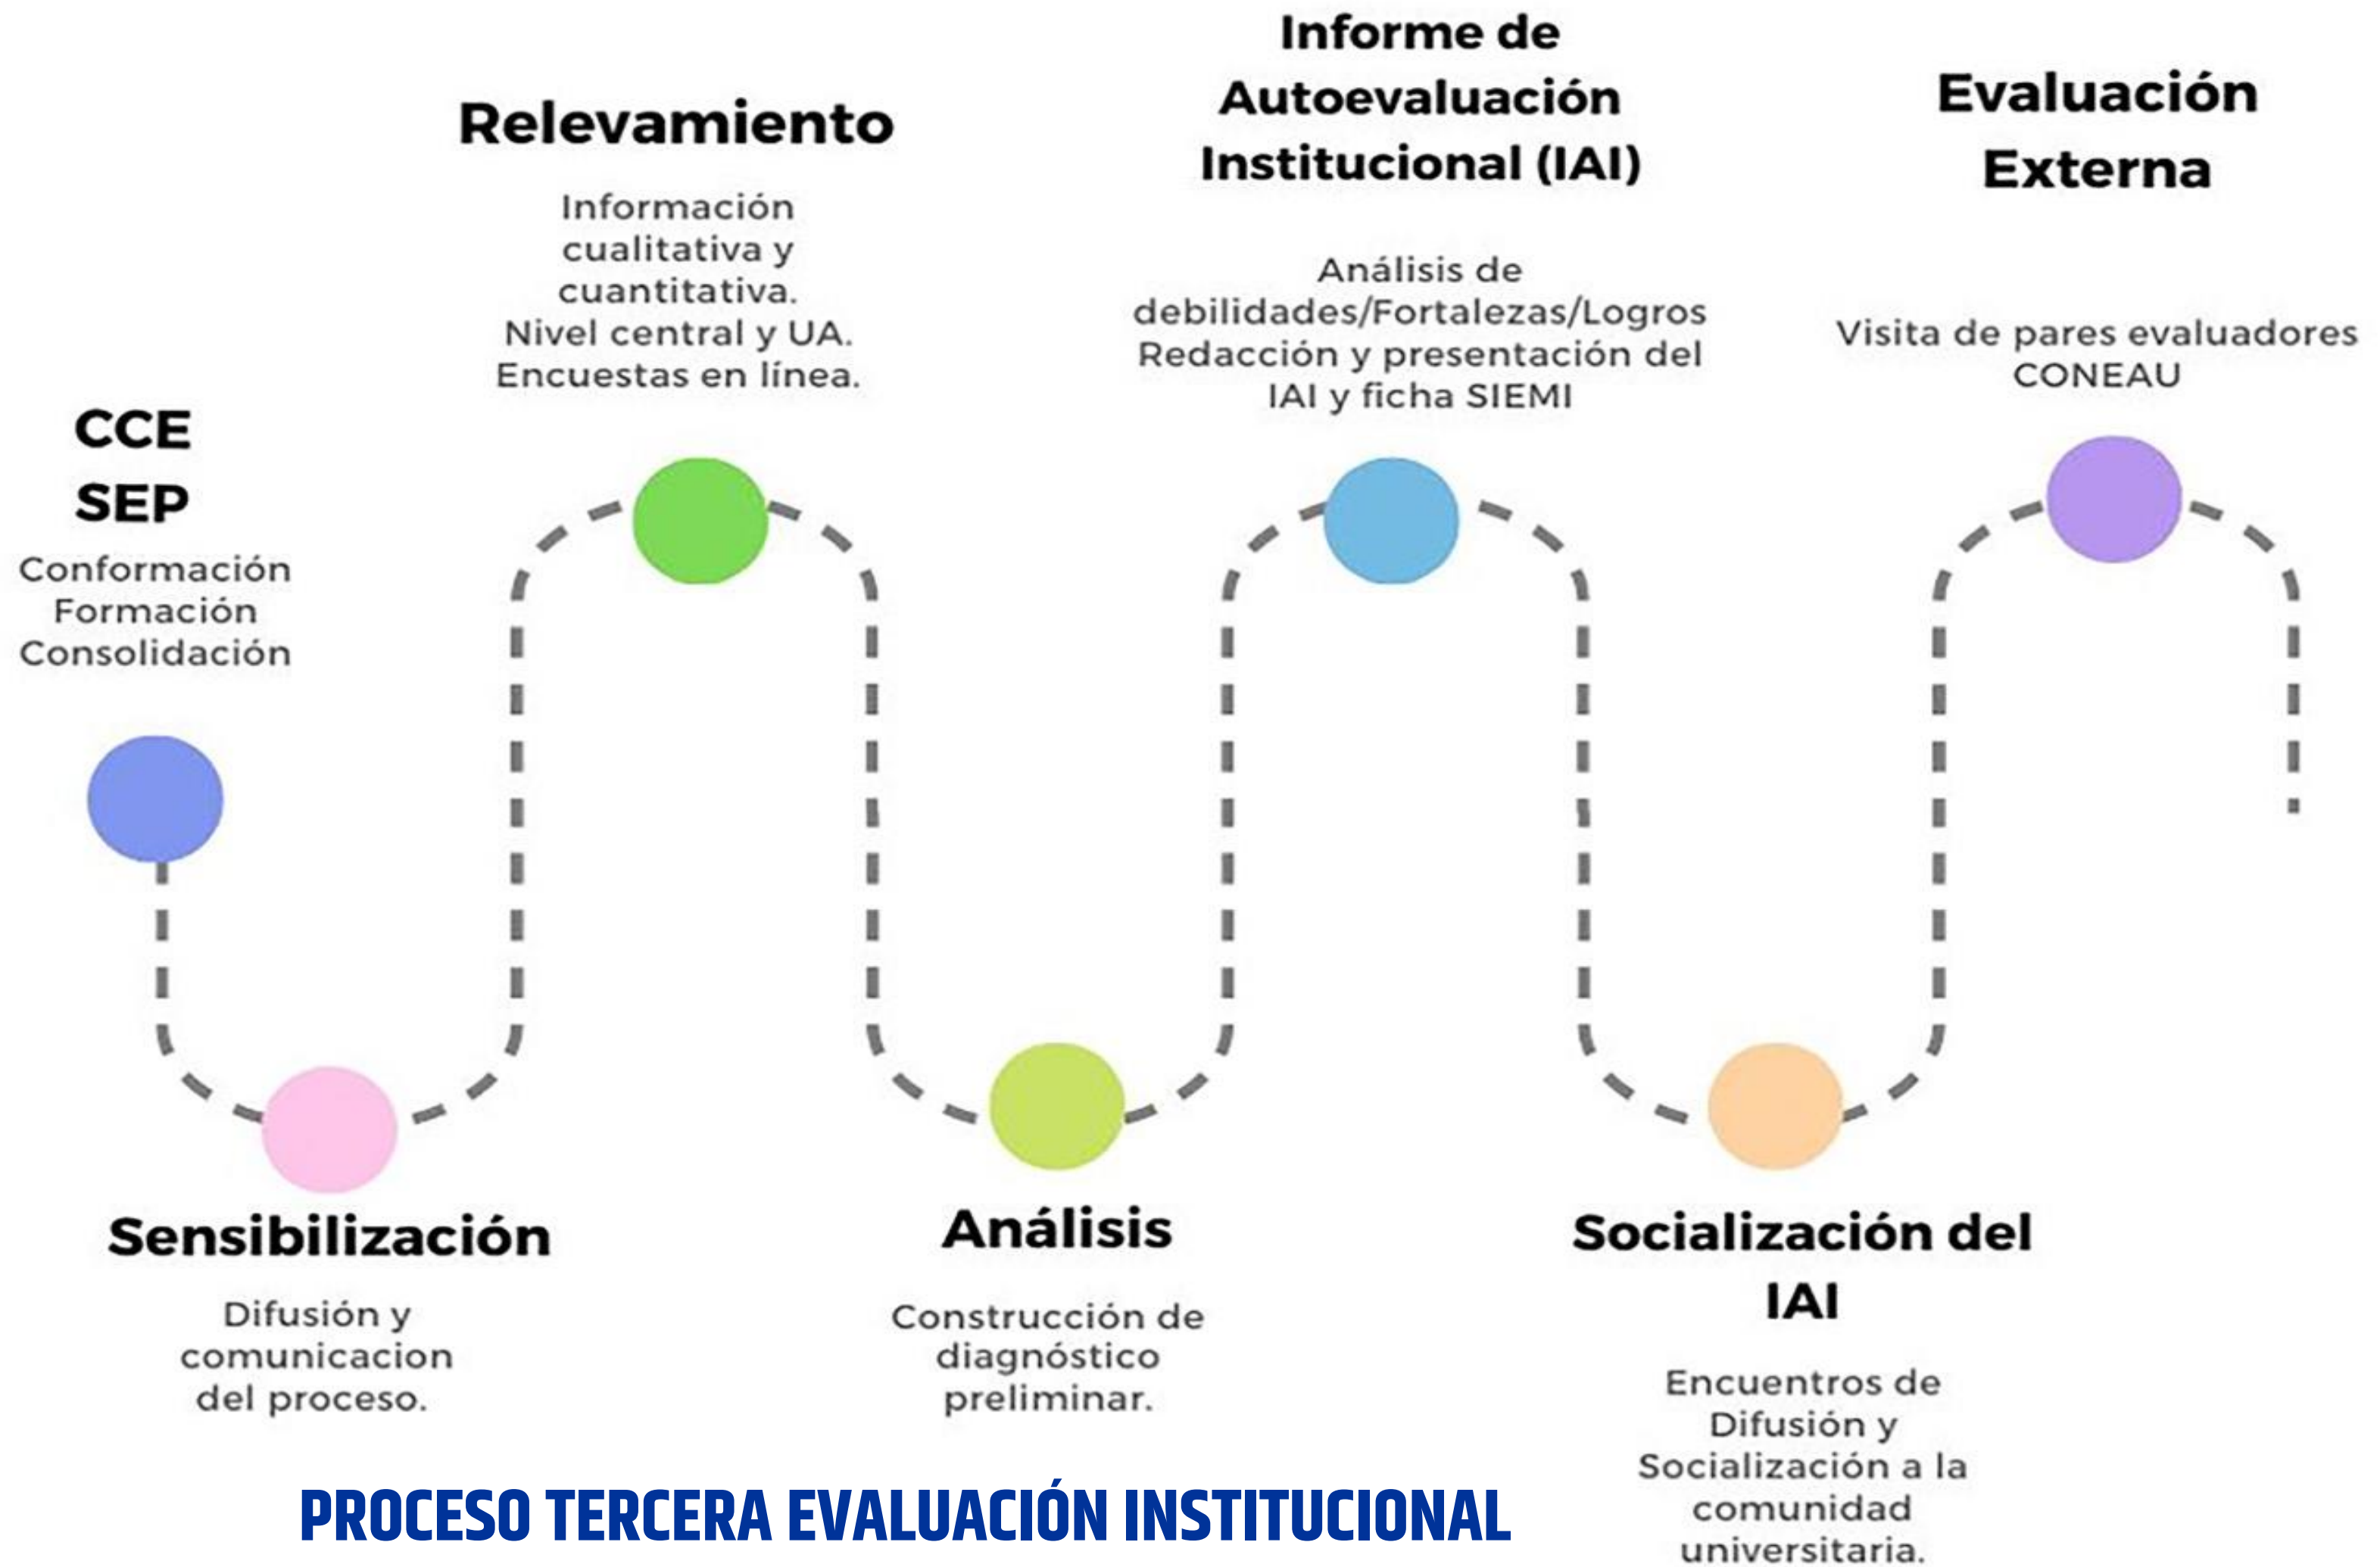 CCE
SEP
Conformación
Formación
Consolidación
Sensibilización
Difusión y
comunicacion
del proceso.
Relevamiento
Información
cualitativa y
cuantitativa.
Nivel central y UA.
Encuestas en línea.
Análisis
Construcción de
diagnóstico
preliminar.
Informe de
Autoevaluación
Institucional (IAI)
Análisis de
debilidades/Fortalezas/Logros
Redacción y presentación del
IAI y ficha SIEMI
Socialización del
IAI
Encuentros de
Difusión y
Socialización a la
comunidad
universitaria.
Evaluación
Externa
Visita de pares evaluadores
CONEAU
PROCESO TERCERA EVALUACIÓN INSTITUCIONAL